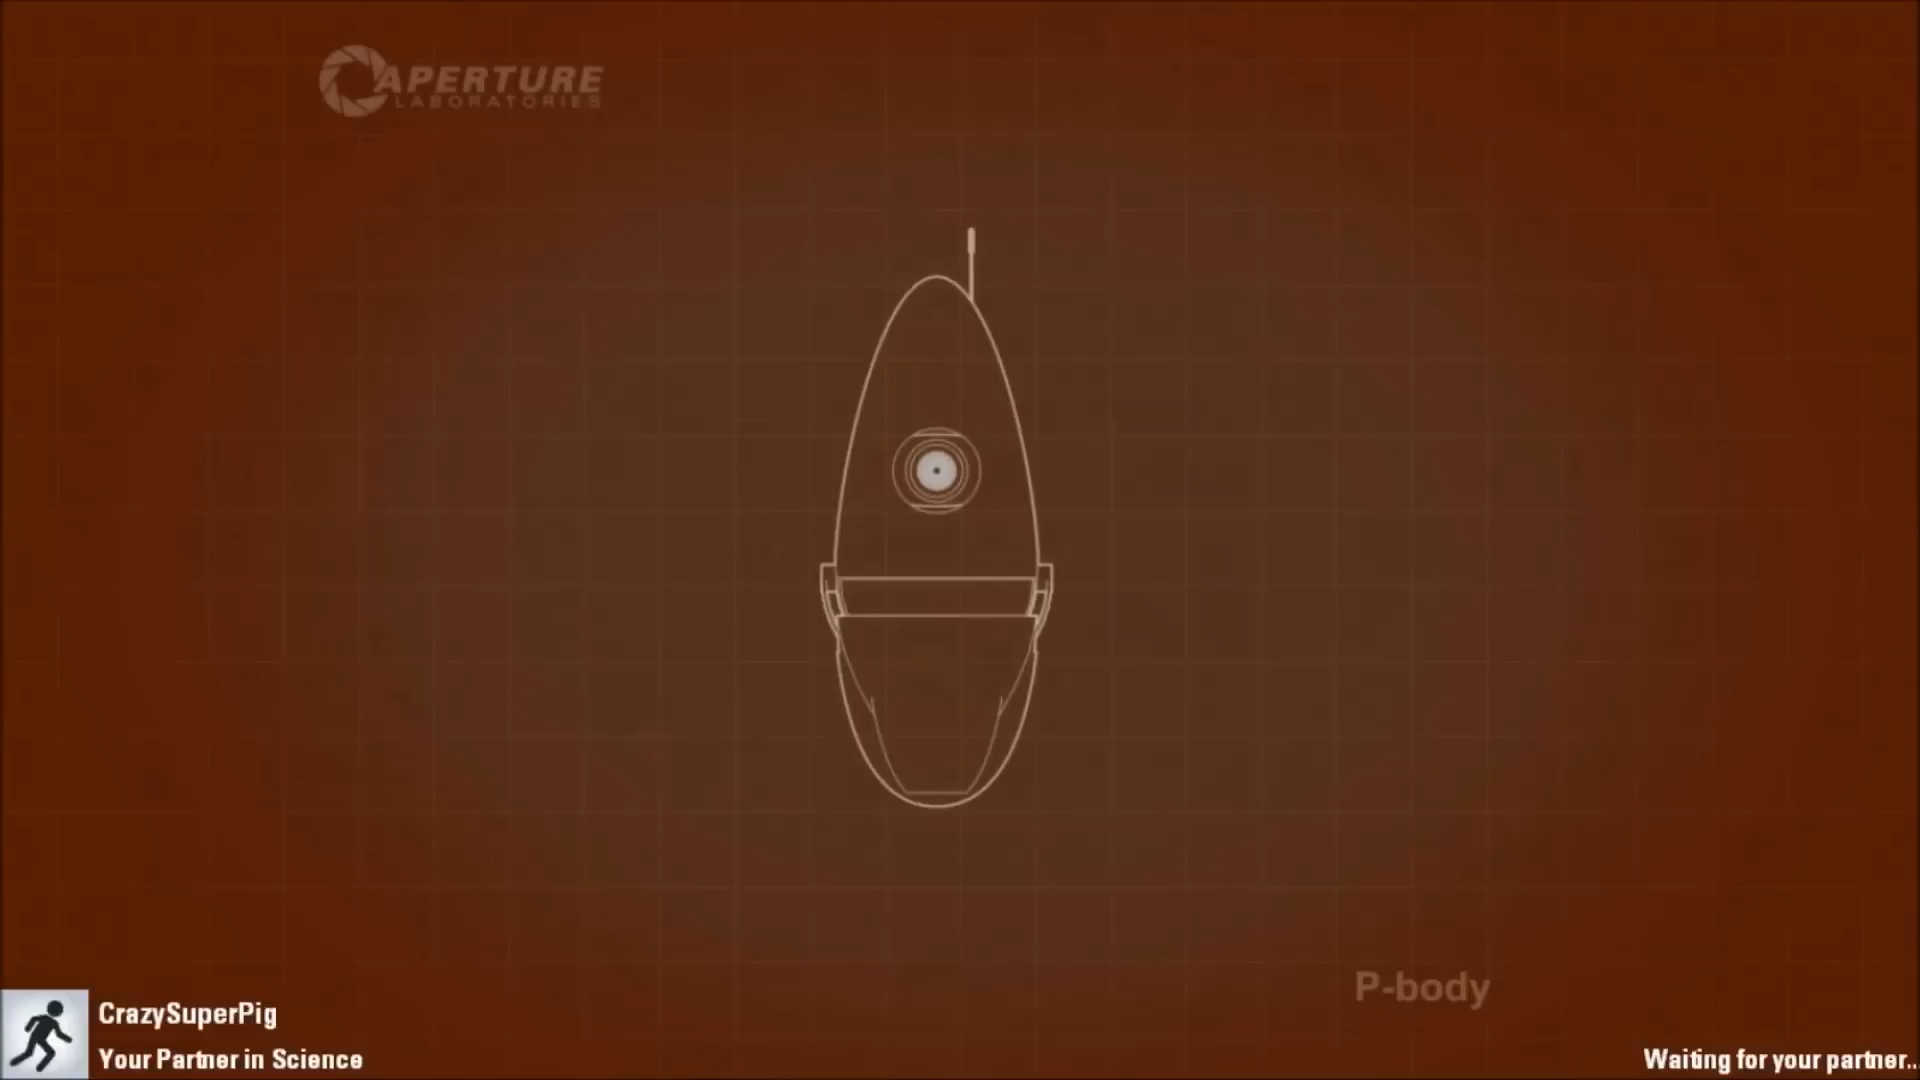 APERTURE
LABORATORIES
P-body
CrazySuperPig
Your Partner in Science
Waiting for your partner..